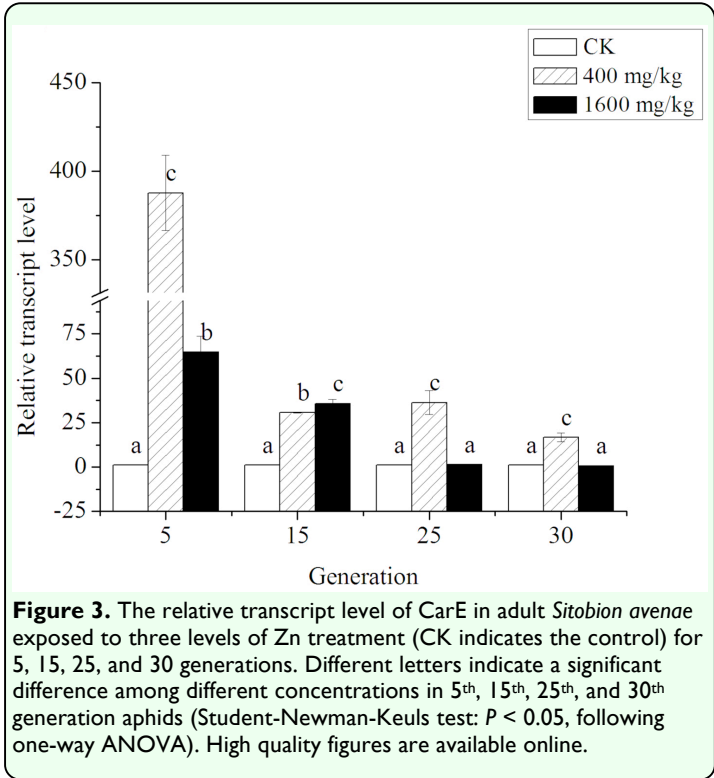 CK
400 mg/kg
1600 mg/kg
450
400
350
75
50
25
0
-25
Relative transcript level
c
b
a
a
b
c
a
c
a
a
c
a
5
15
25
30
Generation
Figure 3. The relative transcript level of CarE in adult Sitobion avenae
exposed to three levels of Zn treatment (CK indicates the control) for
5, 15, 25, and 30 generations. Different letters indicate a significant
difference among different concentrations in 5th, 15th, 25th, and 30th
generation aphids (Student-Newman-Keuls test: P < 0.05, following
one-way ANOVA). High quality figures are available online.